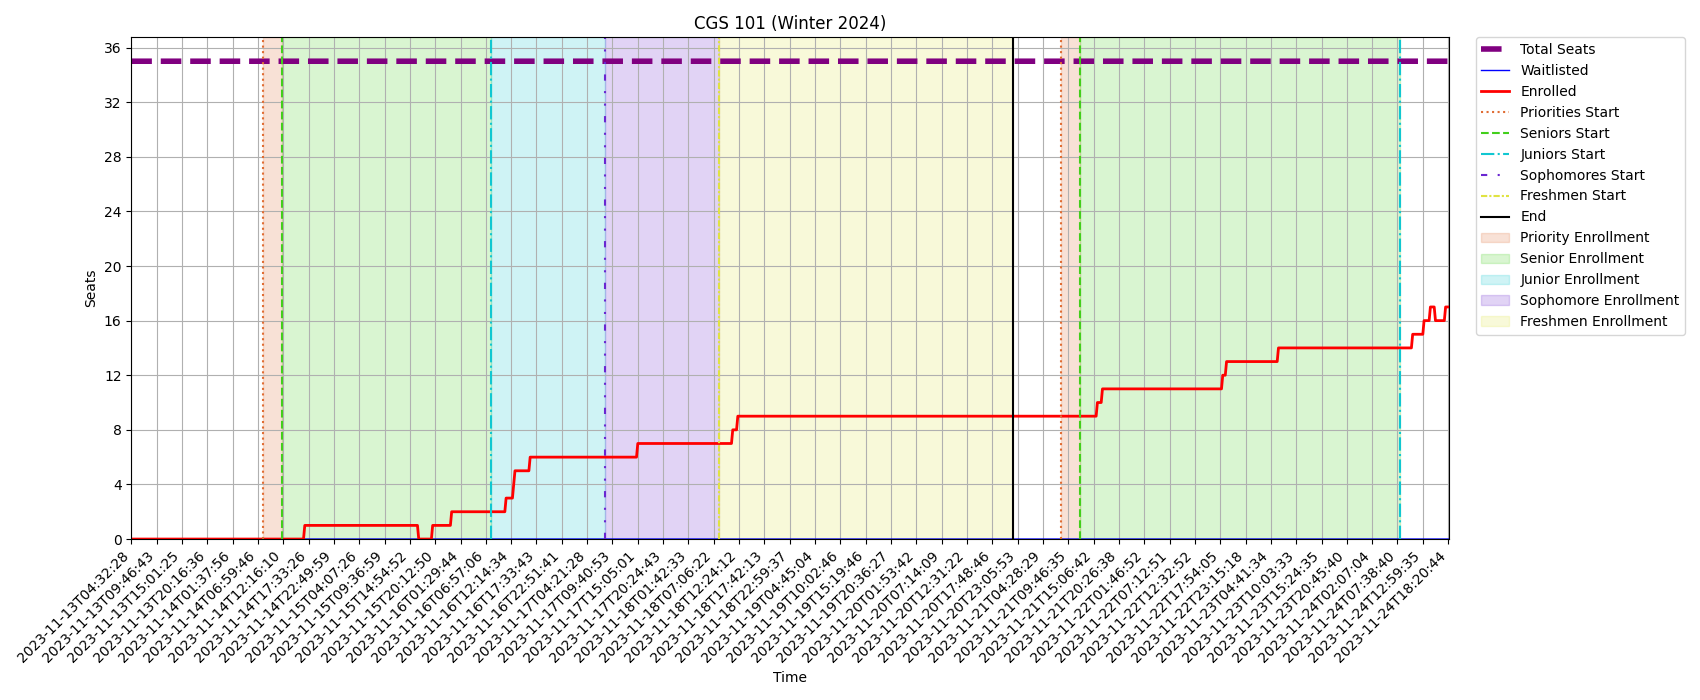 CGS 101 (Winter 2024)
Seats
36
32
28
24
20
16
12
8
4
0
2023-11-13T04:32:28
2023-11-13T09:46:43
2023-11-13T15:01:25
2023-11-13T20:16:36
2023-11-14T01:37:56
2023-11-14T06:59:46
2023-11-14T12:16:10
2023-11-14T17:33:26
2023-11-14T22:49:59
2023-11-15T04:07:26
2023-11-15T09:36:59
2023-11-15T14:54:52
2023-11-15T20:12:50
2023-11-16T01:29:44
2023-11-16T06:57:06
2023-11-16T12:14:34
2023-11-16T17:33:43
2023-11-16T22:51:41
2023-11-17T04:21:28
2023-11-17T09:40:53
2023-11-17T15:05:01
2023-11-17T20:24:43
2023-11-18T01:42:33
2023-11-18T07:06:22
2023-11-18T12:24:12
2023-11-18T17:42:13
2023-11-18T22:59:37
2023-11-19T04:45:04
2023-11-19T10:02:46
2023-11-19T15:19:46
2023-11-19T20:36:27
2023-11-20T01:53:42
2023-11-20T07:14:09
2023-11-20T12:31:22
2023-11-20T17:48:46
2023-11-20T23:05:53
2023-11-21T04:28:29
2023-11-21T09:46:35
2023-11-21T15:06:42
2023-11-21T20:26:38
2023-11-22T01:46:52
2023-11-22T07:12:51
2023-11-22T12:32:52
2023-11-22T17:54:05
2023-11-22T23:15:18
2023-11-23T04:41:34
2023-11-23T10:03:33
2023-11-23T15:24:35
2023-11-23T20:45:40
2023-11-24T02:07:04
2023-11-24T07:38:40
2023-11-24T12:59:35
2023-11-24T18:20:44
Time
Total Seats
Waitlisted
Enrolled
Priorities Start
Seniors Start
Juniors Start
Sophomores Start
Freshmen Start
End
Priority Enrollment
Senior Enrollment
Junior Enrollment
Sophomore Enrollment
Freshmen Enrollment